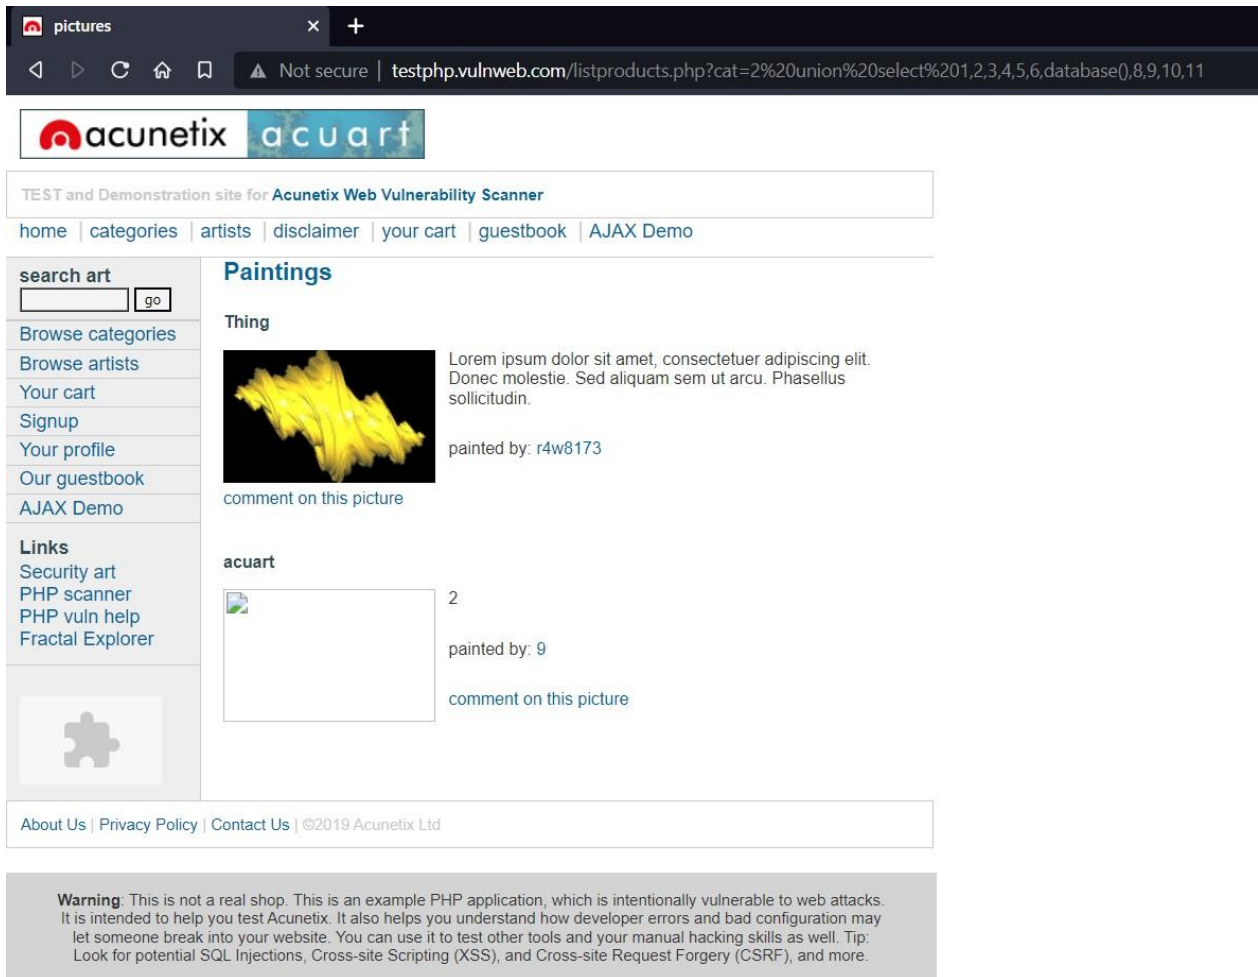 pictures
Not secure | testphp.vulnweb.com/listproducts.php?cat=2%20union%20select%201,2,3,4,5,6,database(),8,9,10,11
acunetix acuart
TEST and Demonstration site for Acunetix Web Vulnerability Scanner
home | categories | artists | disclaimer | your cart | guestbook | AJAX Demo
search art
go
Browse categories
Browse artists
Your cart
Signup
Your profile
Our guestbook
AJAX Demo
Links
Security art
PHP scanner
PHP vuln help
Fractal Explorer
Paintings
Thing
Lorem ipsum dolor sit amet, consectetuer adipiscing elit.
Donec molestie. Sed aliquam sem ut arcu. Phasellus
sollicitudin.
painted by: r4w8173
comment on this picture
acuart
2
painted by: 9
comment on this picture
About Us | Privacy Policy | Contact Us | ©2019 Acunetix Ltd
Warning: This is not a real shop. This is an example PHP application, which is intentionally vulnerable to web attacks.
It is intended to help you test Acunetix. It also helps you understand how developer errors and bad configuration may
let someone break into your website. You can use it to test other tools and your manual hacking skills as well. Tip:
Look for potential SQL Injections, Cross-site Scripting (XSS), and Cross-site Request Forgery (CSRF), and more.